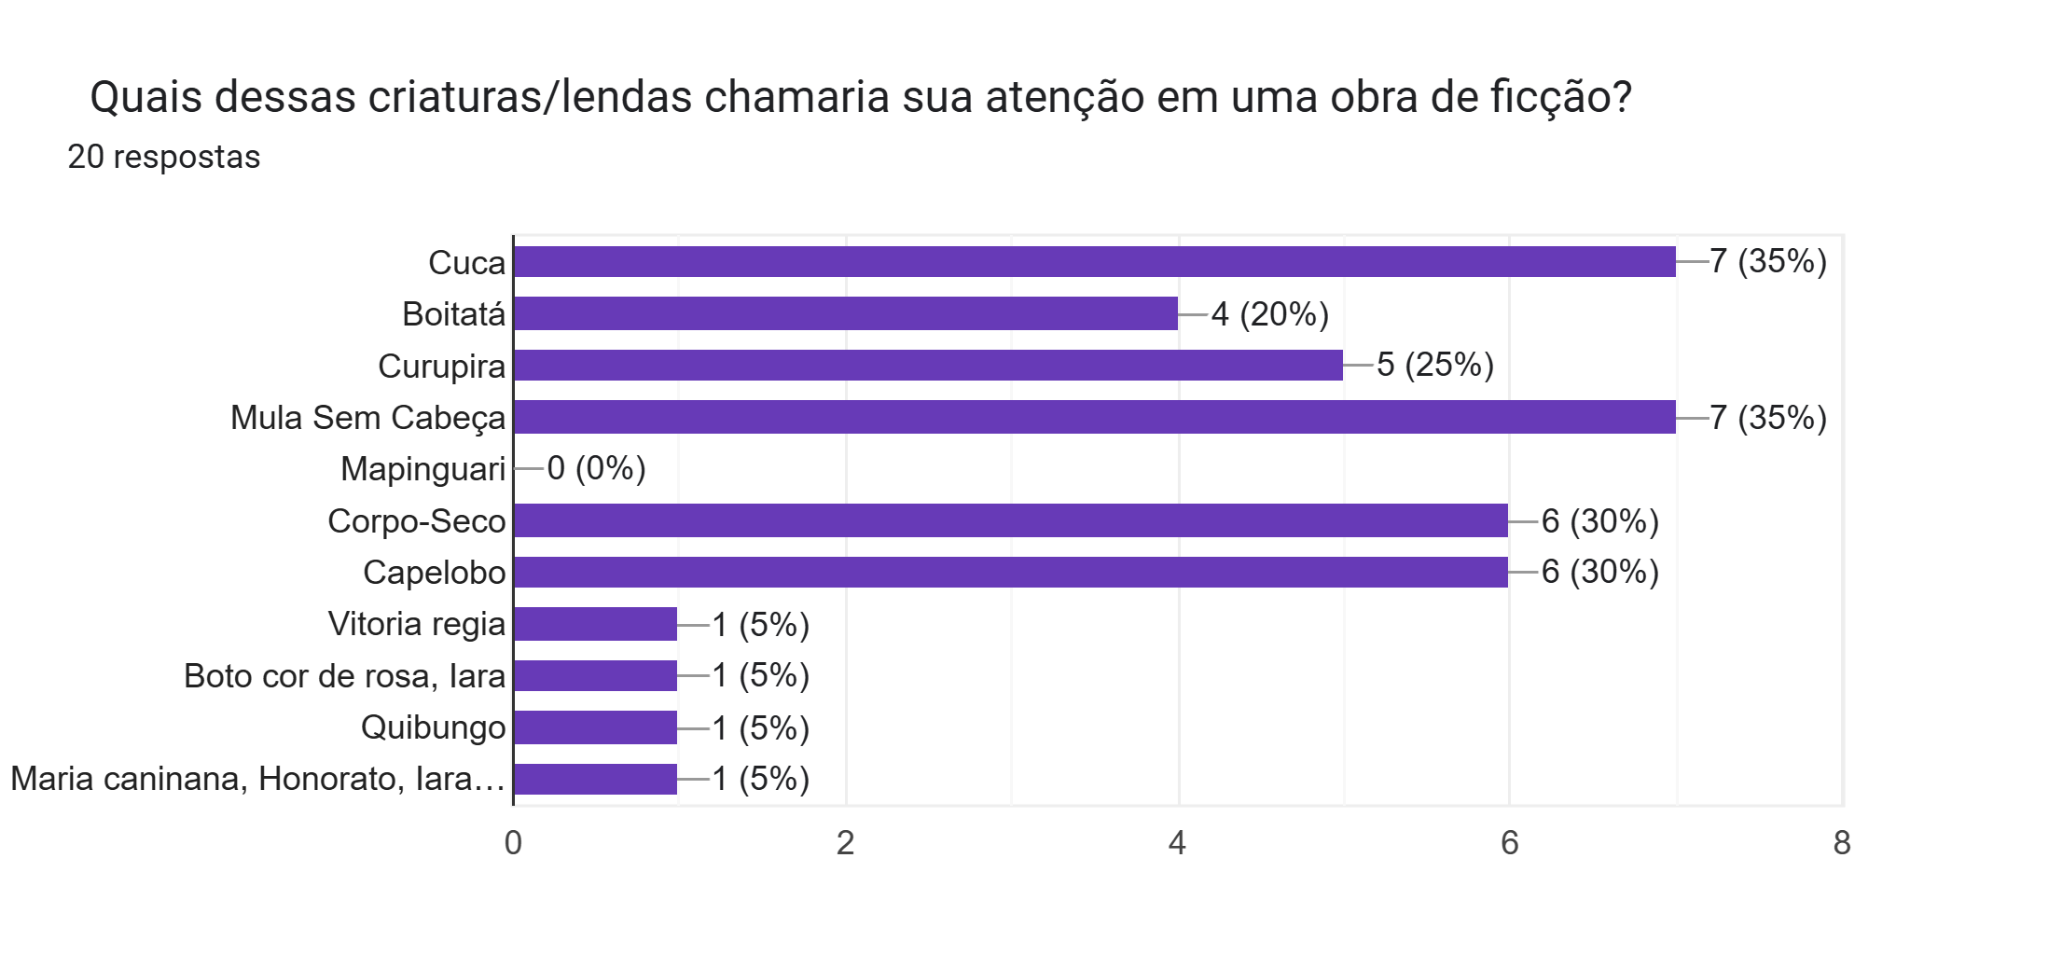 Quais dessas criaturas/lendas chamaria sua atenção em uma obra de ficção?
20 respostas
Cuca 7 (35%)
Boitatá 4 (20%)
Curupira 5 (25%)
Mula Sem Cabeça 7 (35%)
Mapinguari 0 (0%)
Corpo-Seco 6 (30%)
Capelobo 6 (30%)
Vitoria regia 1 (5%)
Boto cor de rosa, Iara 1 (5%)
Quibungo 1 (5%)
Maria caninana, Honorato, Iara… 1 (5%)
0 2 4 6 8